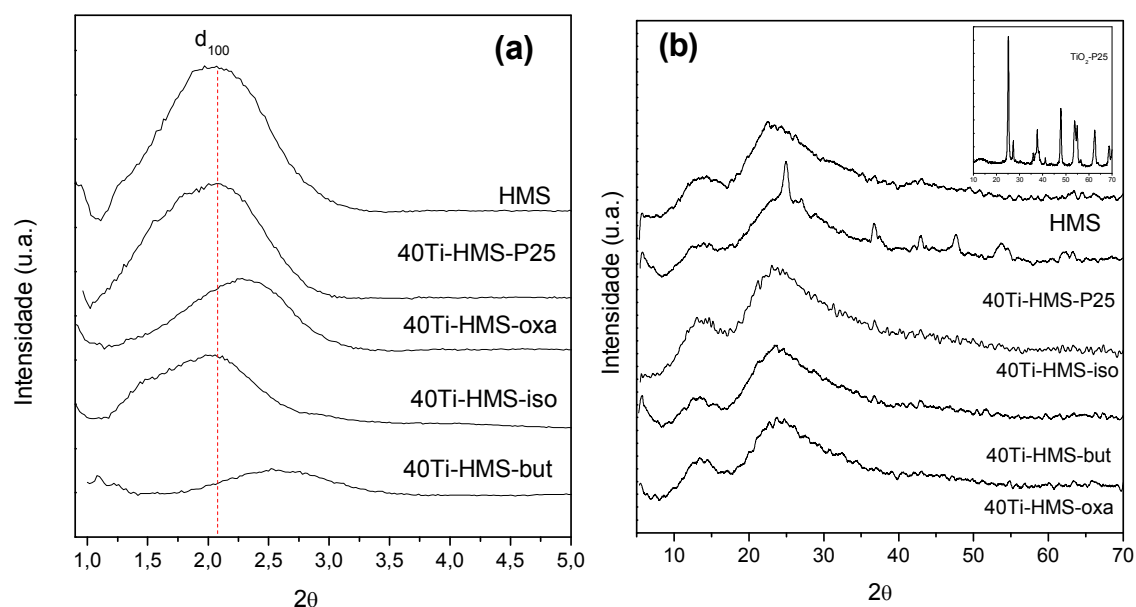 (a)
d100
HMS
40Ti-HMS-P25
40Ti-HMS-oxa
40Ti-HMS-iso
40Ti-HMS-but
Intensidade (u.a.)
1,0 1,5 2,0 2,5 3,0 3,5 4,0 4,5 5,0
2θ
(b)
TiO2-P25
10 20 30 40 50 60 70
HMS
40Ti-HMS-P25
40Ti-HMS-iso
40Ti-HMS-but
40Ti-HMS-oxa
Intensidade (u.a.)
10 20 30 40 50 60 70
2θ